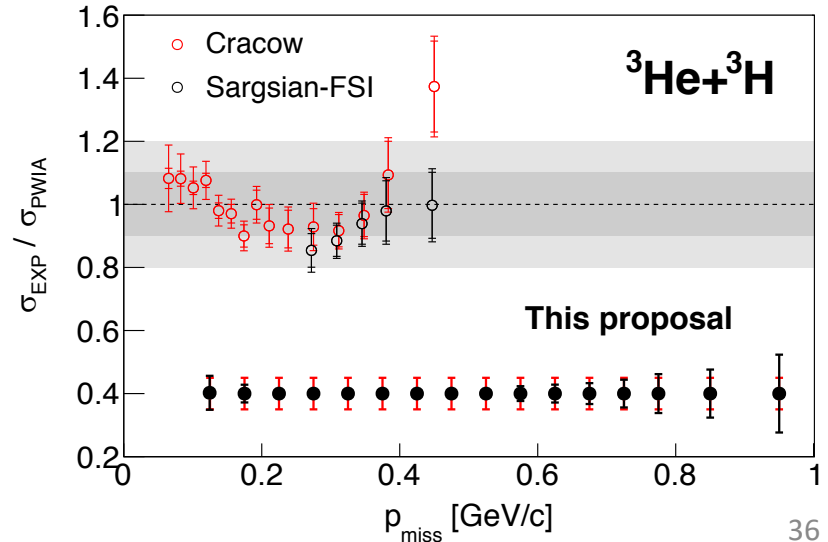 1.6
1.4
1.2
1
0.8
0.6
0.4
0.2
σEXP / σPWIA
Cracow
Sargsian-FSI
³He+³H
This proposal
0 0.2 0.4 0.6 0.8 1
pmiss [GeV/c]
36